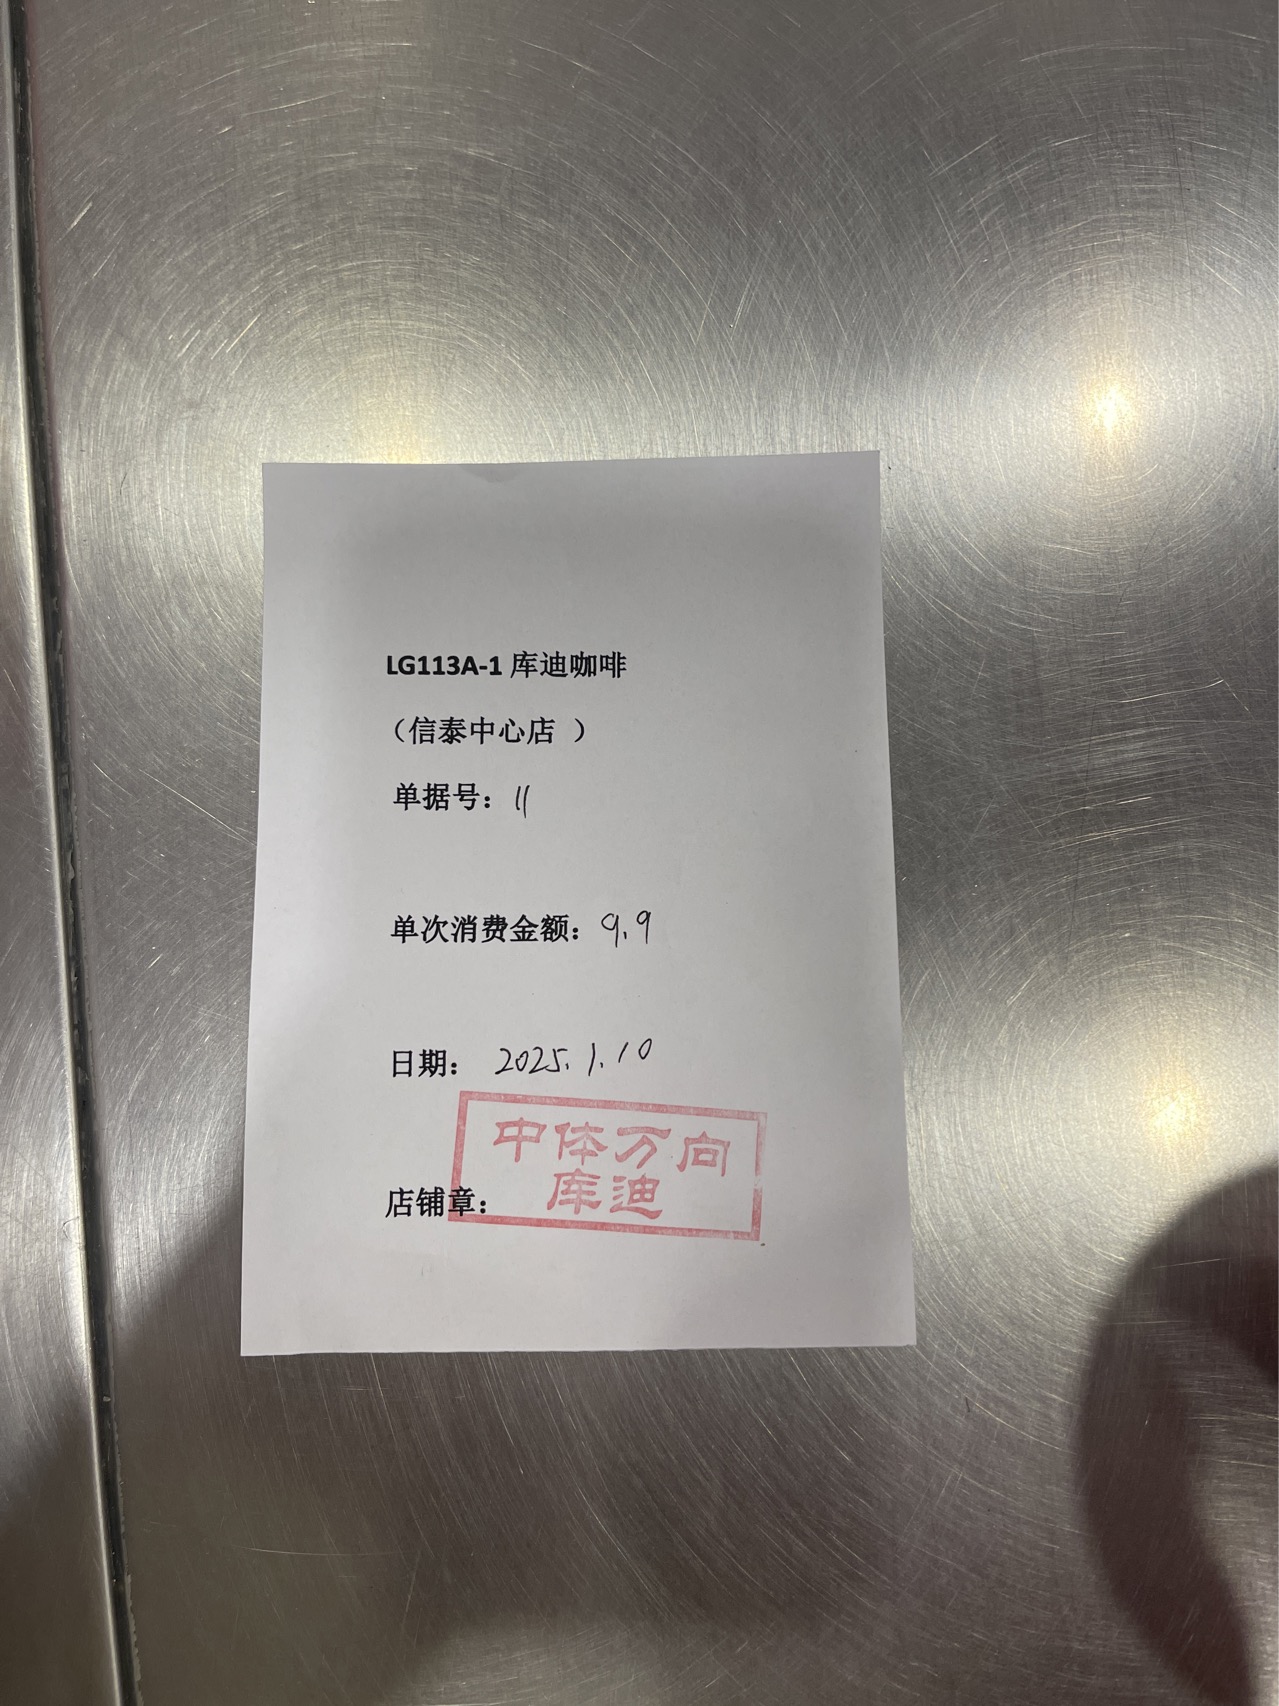 LG113A-1 库迪咖啡
（信泰中心店 ）
单据号：11
单次消费金额：9.9
日期： 2025.1.10
中体万向
库迪
店铺章：